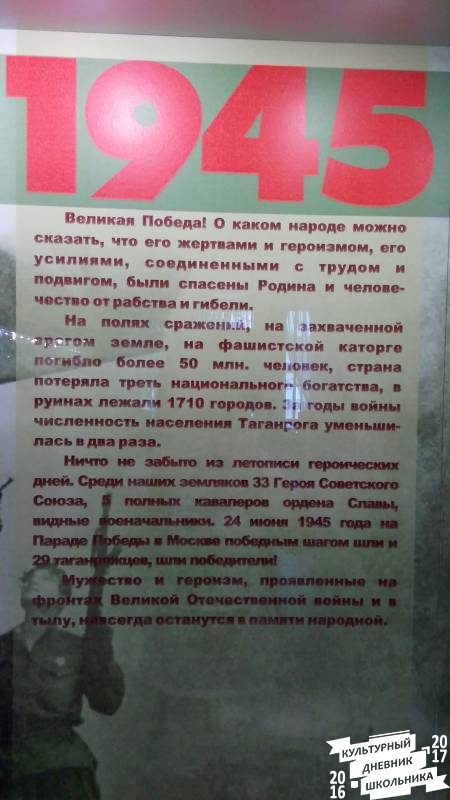 1945
Великая Победа! О каком народе можно
сказать, что его жертвами и героизмом, его
усилиями, соединенными с трудом и
подвигом, были спасены Родина и челове-
чество от рабства и гибели.
На полях сражений, на захваченной
врагом земле, на фашистской каторге
погибло более 50 млн. человек, страна
потеряла треть национального богатства, в
руинах лежали 1710 городов. За годы войны
численность населения Таганрога уменьши-
лась в два раза.
Ничто не забыто из летописи героических
дней. Среди наших земляков 33 Героя Советского
Союза, 5 полных кавалеров ордена Славы,
видные военачальники. 24 июня 1945 года на
Параде Победы в Москве победным шагом шли и
29 таганрожцев, шли победители!
Мужество и героизм, проявленные на
фронтах Великой Отечественной войны и в
тылу, навсегда останутся в памяти народной.
КУЛЬТУРНЫЙ
ДНЕВНИК
ШКОЛЬНИКА
2016
2017